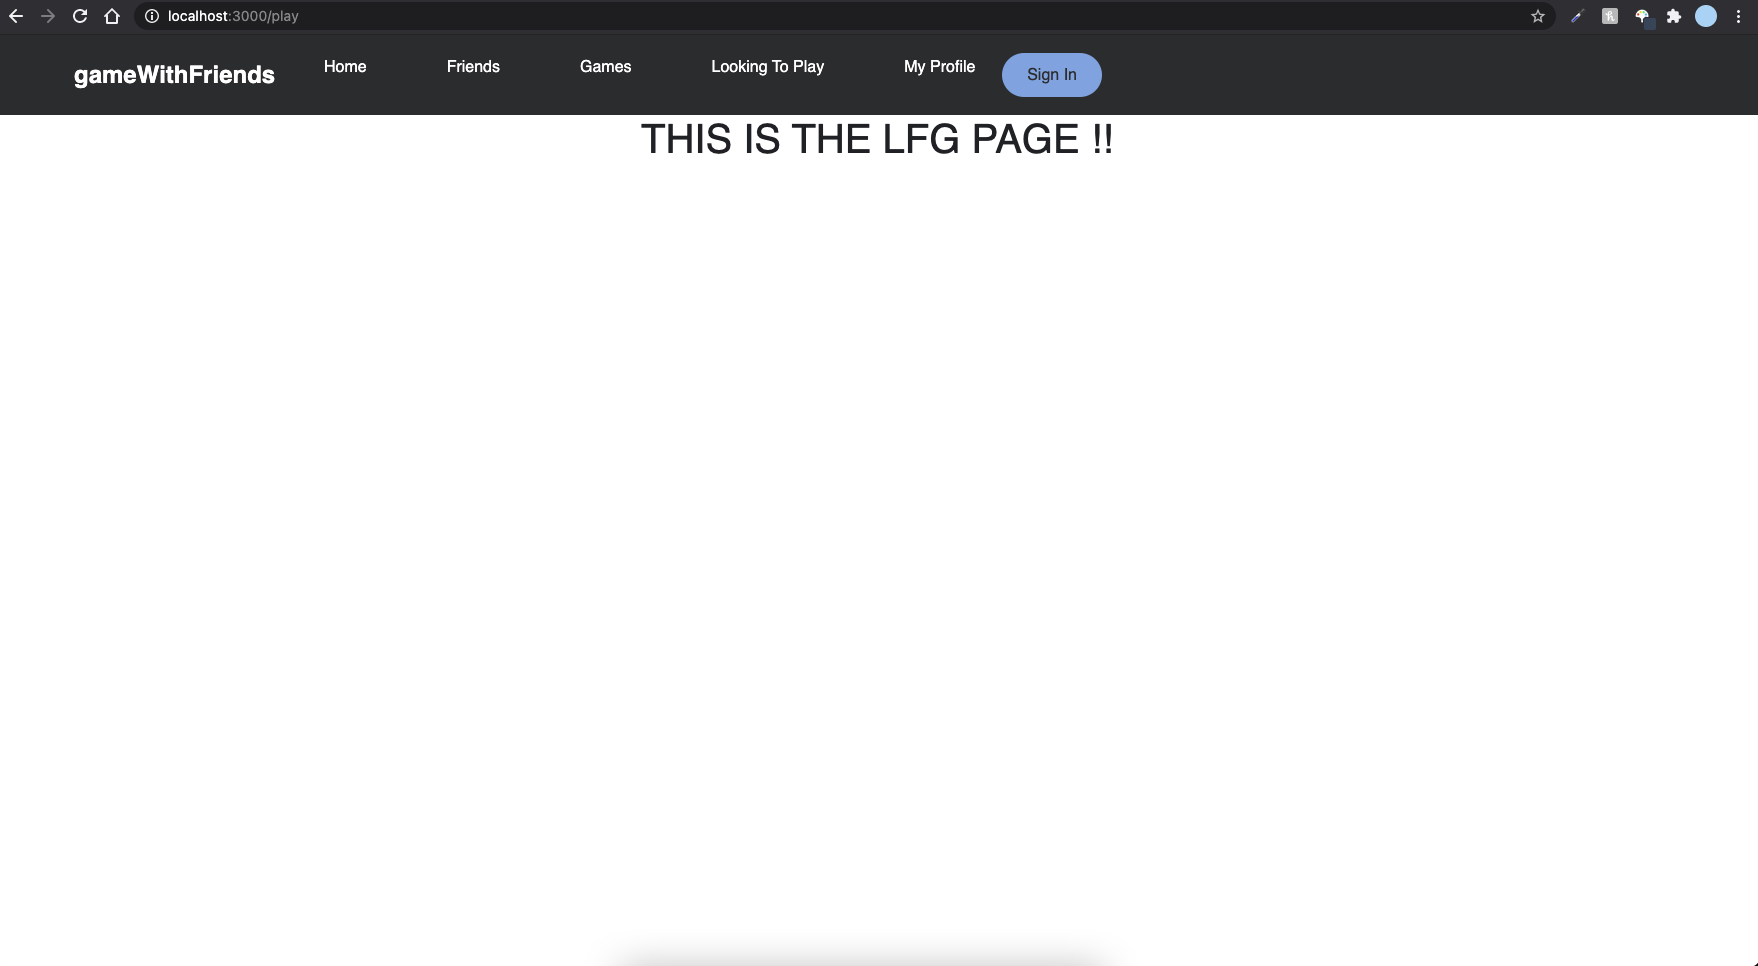 localhost:3000/play
gameWithFriends Home Friends Games Looking To Play My Profile Sign In
THIS IS THE LFG PAGE !!